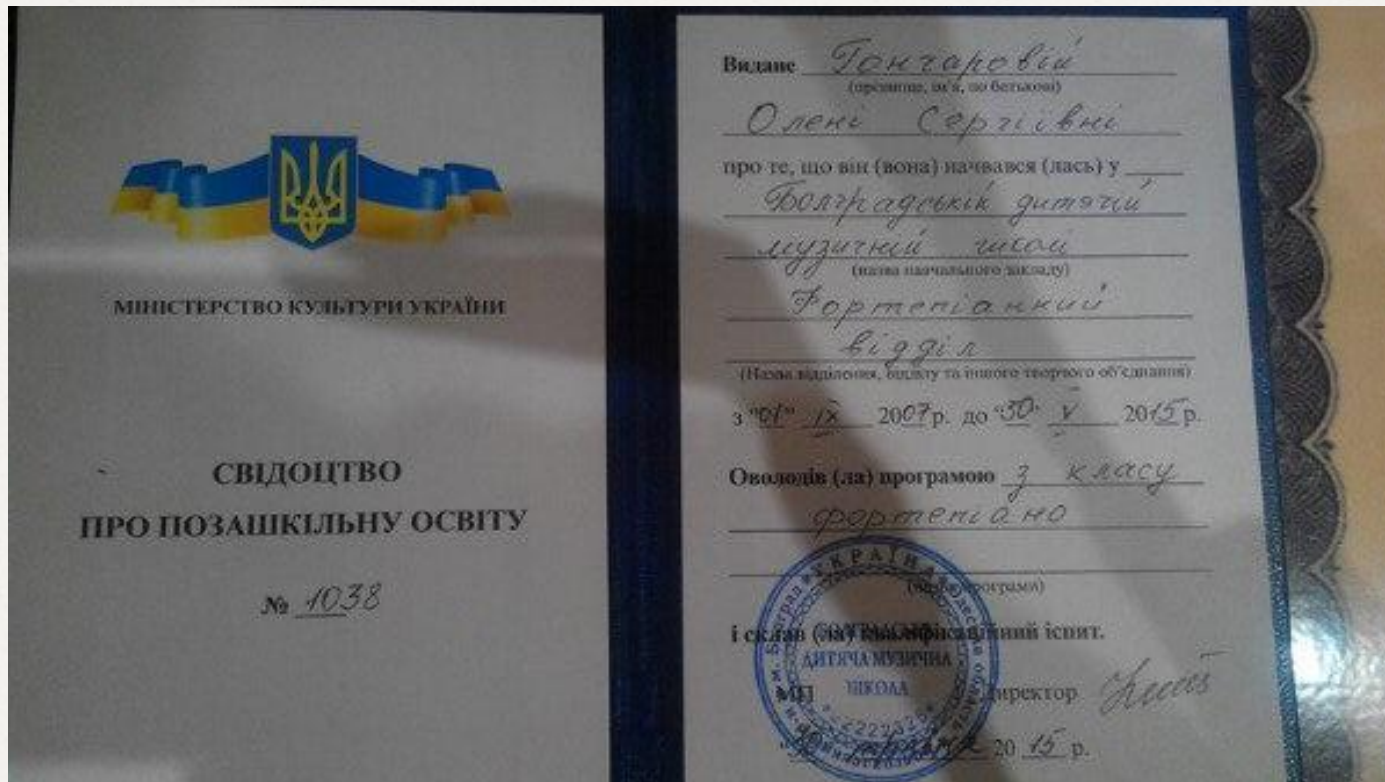 МІНІСТЕРСТВО КУЛЬТУРИ УКРАЇНИ
СВІДОЦТВО
ПРО ПОЗАШКІЛЬНУ ОСВІТУ
№ 1038
Видане Гончаровій
(прізвище, ім'я, по батькові)
Олені Сергіївні
про те, що він (вона) навчався (лась) у
Болградській дитячій
музичній школі
(назва навчального закладу)
Фортепіанний
відділ
(Назва відділення, відділу та іншого творчого об'єднання)
з "01" IX 2007 р. до "30" V 2015 р.
Оволодів (ла) програмою з класу
фортепіано
програми)
і склав (ла) кваліфікаційний іспит.
МП Директор
20 15 р.
УКРАЇНА
ДИТЯЧА МУЗИЧНА
ШКОЛА